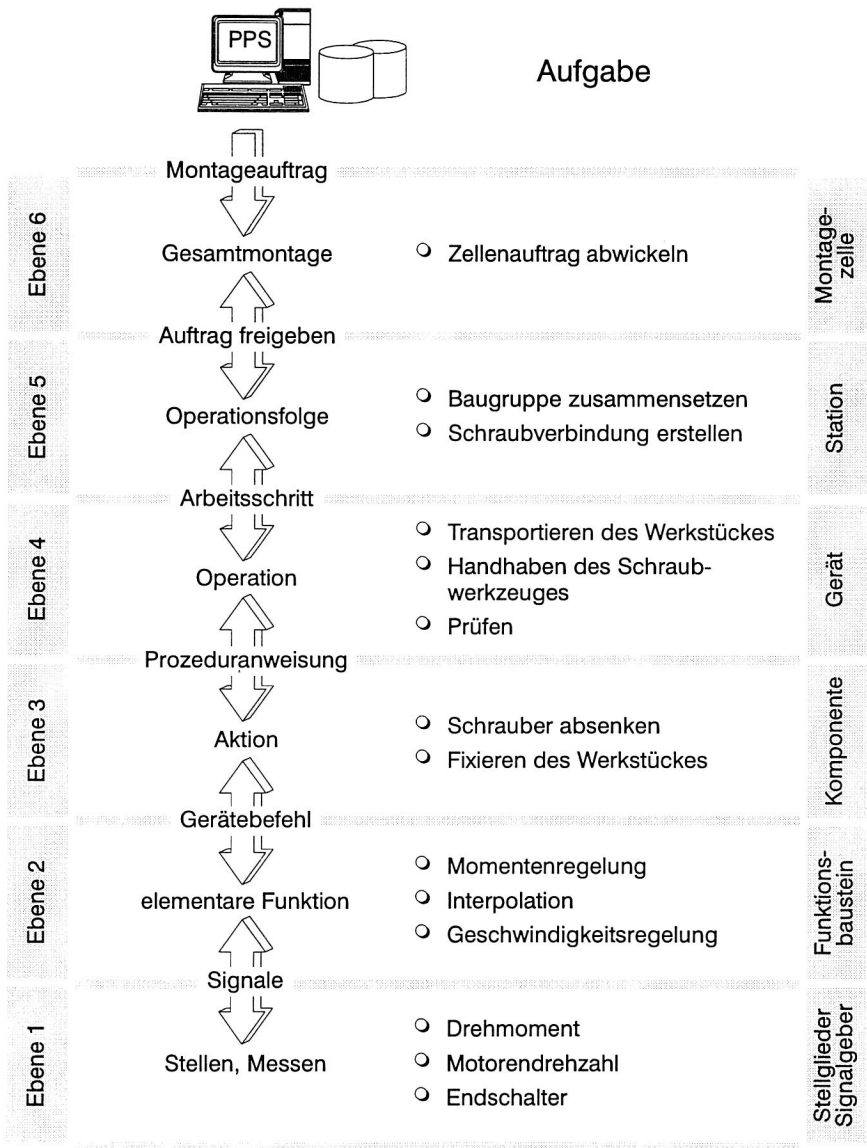 PPS
Aufgabe
Montageauftrag
Ebene 6
Gesamtmontage
Zellenauftrag abwickeln
Montage-
zelle
Auftrag freigeben
Ebene 5
Operationsfolge
Baugruppe zusammensetzen
Schraubverbindung erstellen
Station
Arbeitsschritt
Ebene 4
Operation
Transportieren des Werkstückes
Handhaben des Schraub-
werkzeuges
Prüfen
Gerät
Prozeduranweisung
Ebene 3
Aktion
Schrauber absenken
Fixieren des Werkstückes
Komponente
Gerätebefehl
Ebene 2
elementare Funktion
Momentenregelung
Interpolation
Geschwindigkeitsregelung
Funktions-
baustein
Signale
Ebene 1
Stellen, Messen
Drehmoment
Motorendrehzahl
Endschalter
Stellglieder
Signalgeber